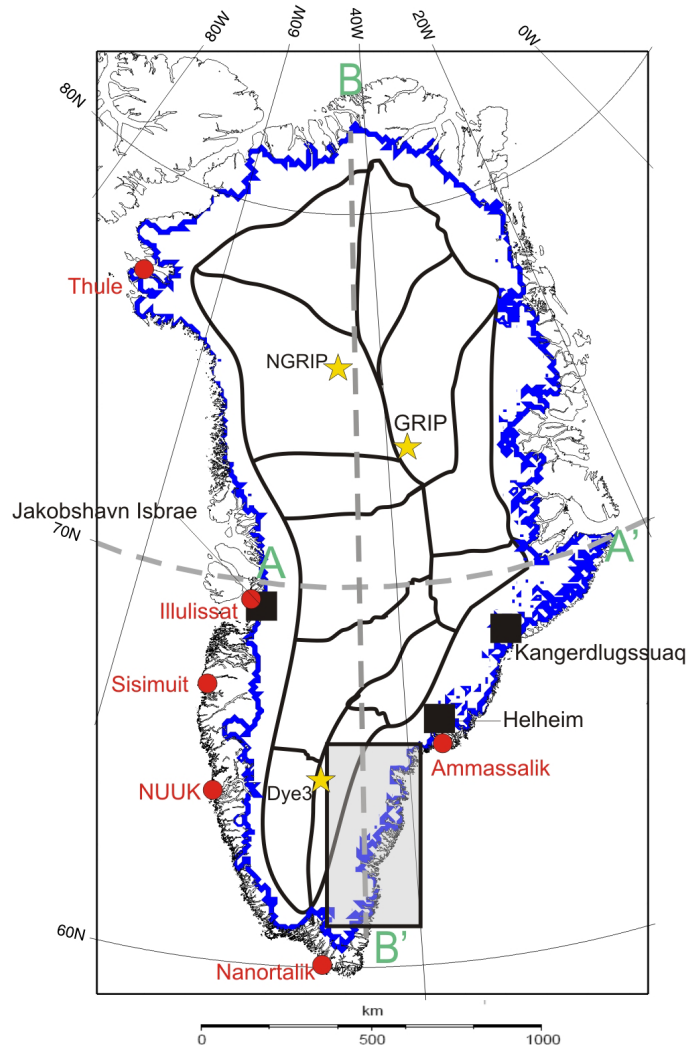 80W
60W
40W
20W
0W
80N
B
Thule
NGRIP
GRIP
Jakobshavn Isbrae
70N
A
A'
Illulissat
Kangerdlugssuaq
Sisimuit
Helheim
Ammassalik
NUUK
Dye3
60N
B'
Nanortalik
km
0 500 1000